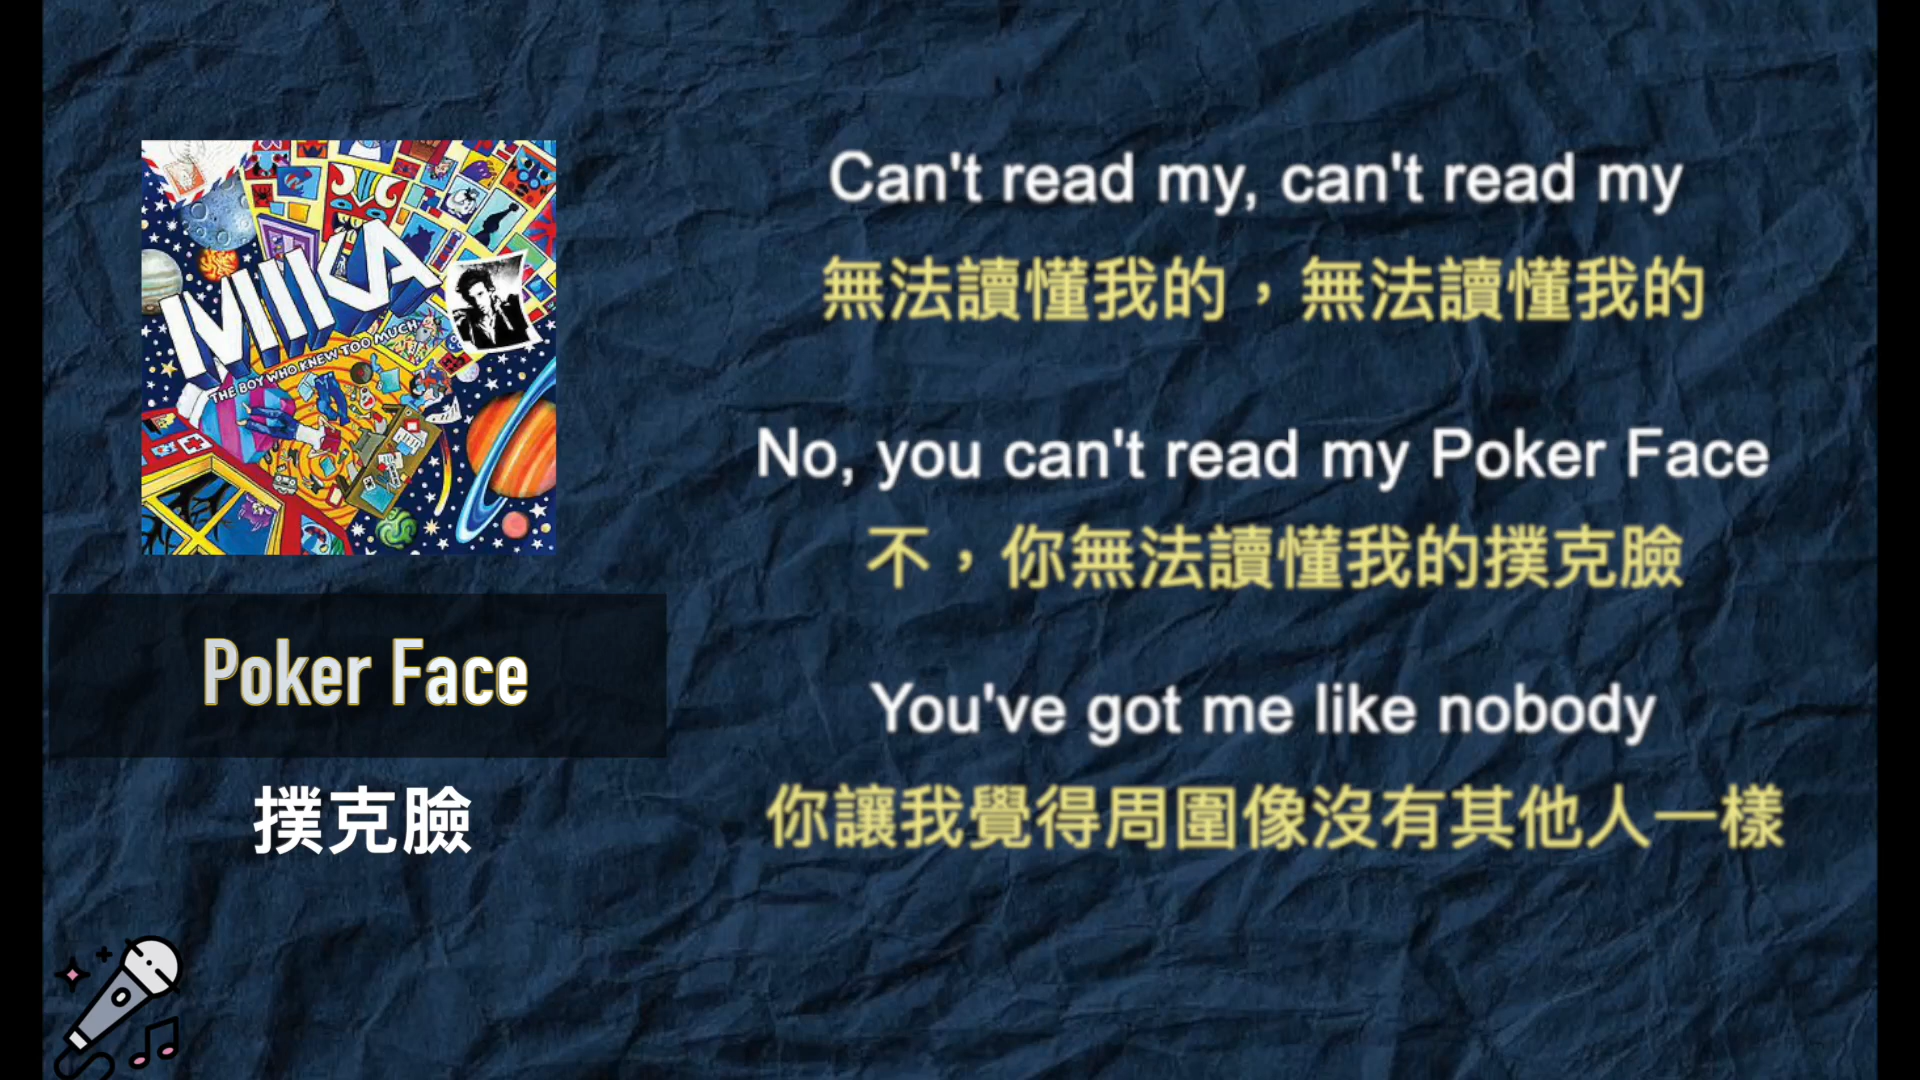 MIKA
THE BOY WHO KNEW TOO MUCH
Poker Face
撲克臉
Can't read my, can't read my
無法讀懂我的，無法讀懂我的
No, you can't read my Poker Face
不，你無法讀懂我的撲克臉
You've got me like nobody
你讓我覺得周圍像沒有其他人一樣